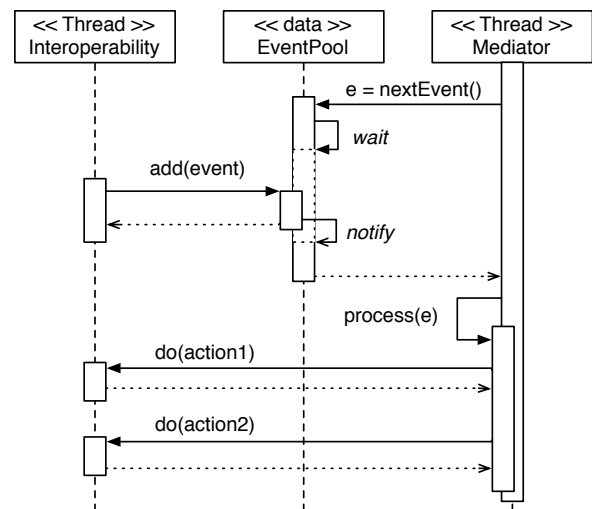 << Thread >>
Interoperability
<< data >>
EventPool
<< Thread >>
Mediator
e = nextEvent()
wait
add(event)
notify
process(e)
do(action1)
do(action2)